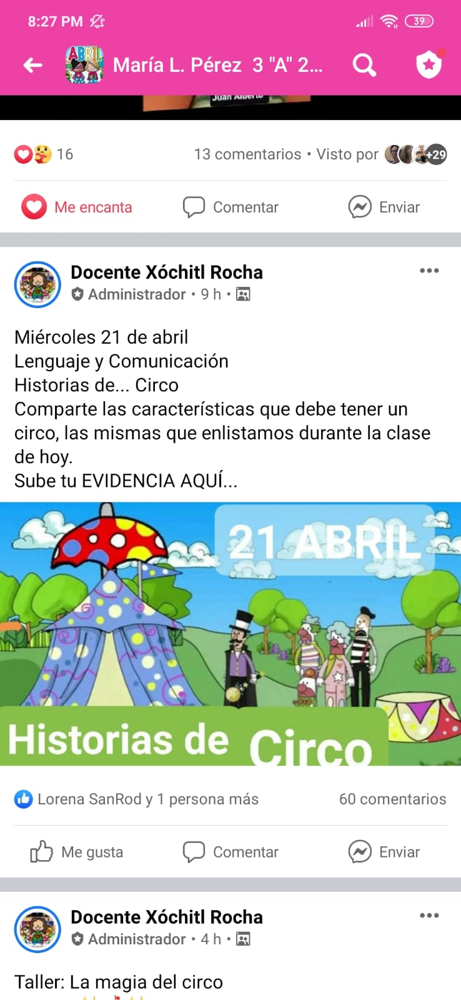 8:27 PM
39
ABRIL
María L. Pérez 3 "A" 2...
Juan Alberto
16
13 comentarios • Visto por
+29
Me encanta
Comentar
Enviar
Docente Xóchitl Rocha
Administrador • 9 h •
Miércoles 21 de abril
Lenguaje y Comunicación
Historias de... Circo
Comparte las características que debe tener un
circo, las mismas que enlistamos durante la clase
de hoy.
Sube tu EVIDENCIA AQUÍ...
21 ABRIL
Historias de Circo
Lorena SanRod y 1 persona más
60 comentarios
Me gusta
Comentar
Enviar
Docente Xóchitl Rocha
Administrador • 4 h •
Taller: La magia del circo